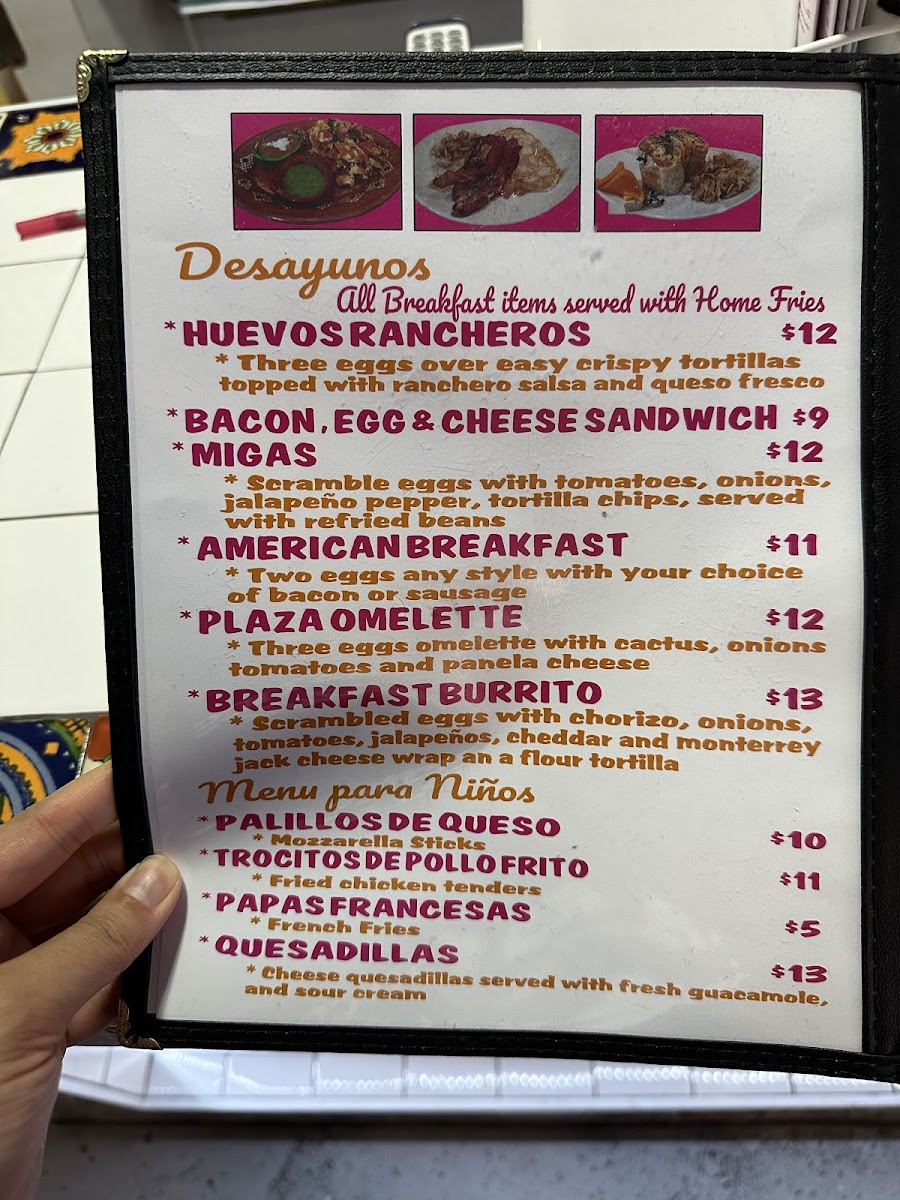 Desayunos
All Breakfast items served with Home Fries
* HUEVOS RANCHEROS $12
* Three eggs over easy crispy tortillas
topped with ranchero salsa and queso fresco
* BACON, EGG & CHEESE SANDWICH $9
* MIGAS $12
* Scramble eggs with tomatoes, onions,
jalapeño pepper, tortilla chips, served
with refried beans
* AMERICAN BREAKFAST $11
* Two eggs any style with your choice
of bacon or sausage
* PLAZA OMELETTE $12
* Three eggs omelette with cactus, onions
tomatoes and panela cheese
* BREAKFAST BURRITO $13
* Scrambled eggs with chorizo, onions,
tomatoes, jalapeños, cheddar and monterrey
jack cheese wrap an a flour tortilla
Menu para Niños
* PALILLOS DE QUESO $10
* Mozzarella Sticks
* TROCITOS DE POLLO FRITO $11
* Fried chicken tenders
* PAPAS FRANCESAS $5
* French Fries
* QUESADILLAS $13
* Cheese quesadillas served with fresh guacamole,
and sour cream